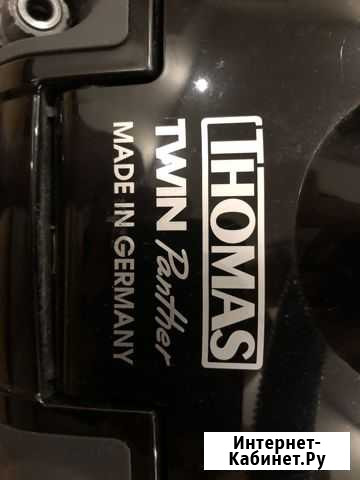 THOMAS
TWIN Panther
MADE IN GERMANY
Интернет-
Кабинет.Ру